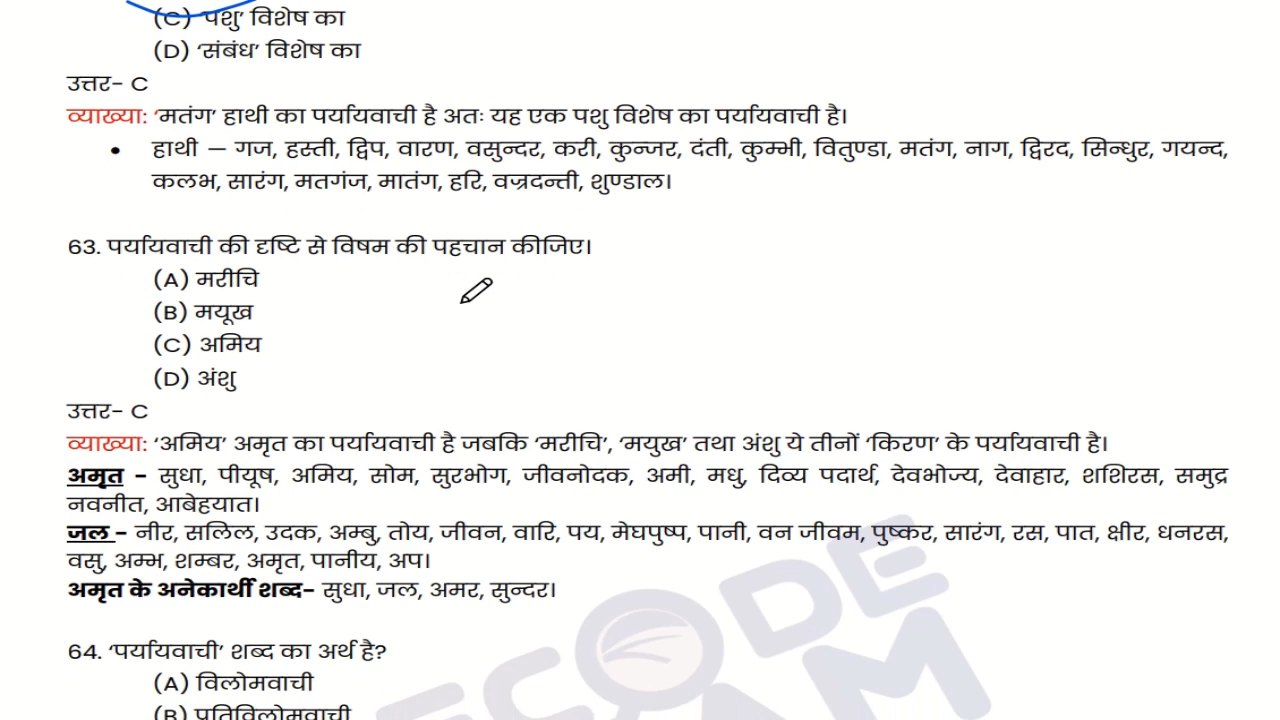 (C) 'पशु' विशेष का
(D) 'संबंध' विशेष का
उत्तर- C
व्याख्या: 'मतंग' हाथी का पर्यायवाची है अतः यह एक पशु विशेष का पर्यायवाची है।
• हाथी – गज, हस्ती, द्विप, वारण, वसुन्दर, करी, कुन्जर, दंती, कुम्भी, वितुण्डा, मतंग, नाग, द्विरद, सिन्धुर, गयन्द,
कलभ, सारंग, मतगंज, मातंग, हरि, वज्रदन्ती, शुण्डाल।
63. पर्यायवाची की दृष्टि से विषम की पहचान कीजिए।
(A) मरीचि
(B) मयूख
(C) अमिय
(D) अंशु
उत्तर- C
व्याख्या: 'अमिय' अमृत का पर्यायवाची है जबकि 'मरीचि', 'मयुख' तथा अंशु ये तीनों 'किरण' के पर्यायवाची है।
अमृत - सुधा, पीयूष, अमिय, सोम, सुरभोग, जीवनोदक, अमी, मधु, दिव्य पदार्थ, देवभोज्य, देवाहार, शशिरस, समुद्र
नवनीत, आबेहयात।
जल - नीर, सलिल, उदक, अम्बु, तोय, जीवन, वारि, पय, मेघपुष्प, पानी, वन जीवम, पुष्कर, सारंग, रस, पात, क्षीर, धनरस,
वसु, अम्भ, शम्बर, अमृत, पानीय, अप।
अमृत के अनेकार्थी शब्द- सुधा, जल, अमर, सुन्दर।
64. 'पर्यायवाची' शब्द का अर्थ है?
(A) विलोमवाची
(B) प्रतिविलोमवाची